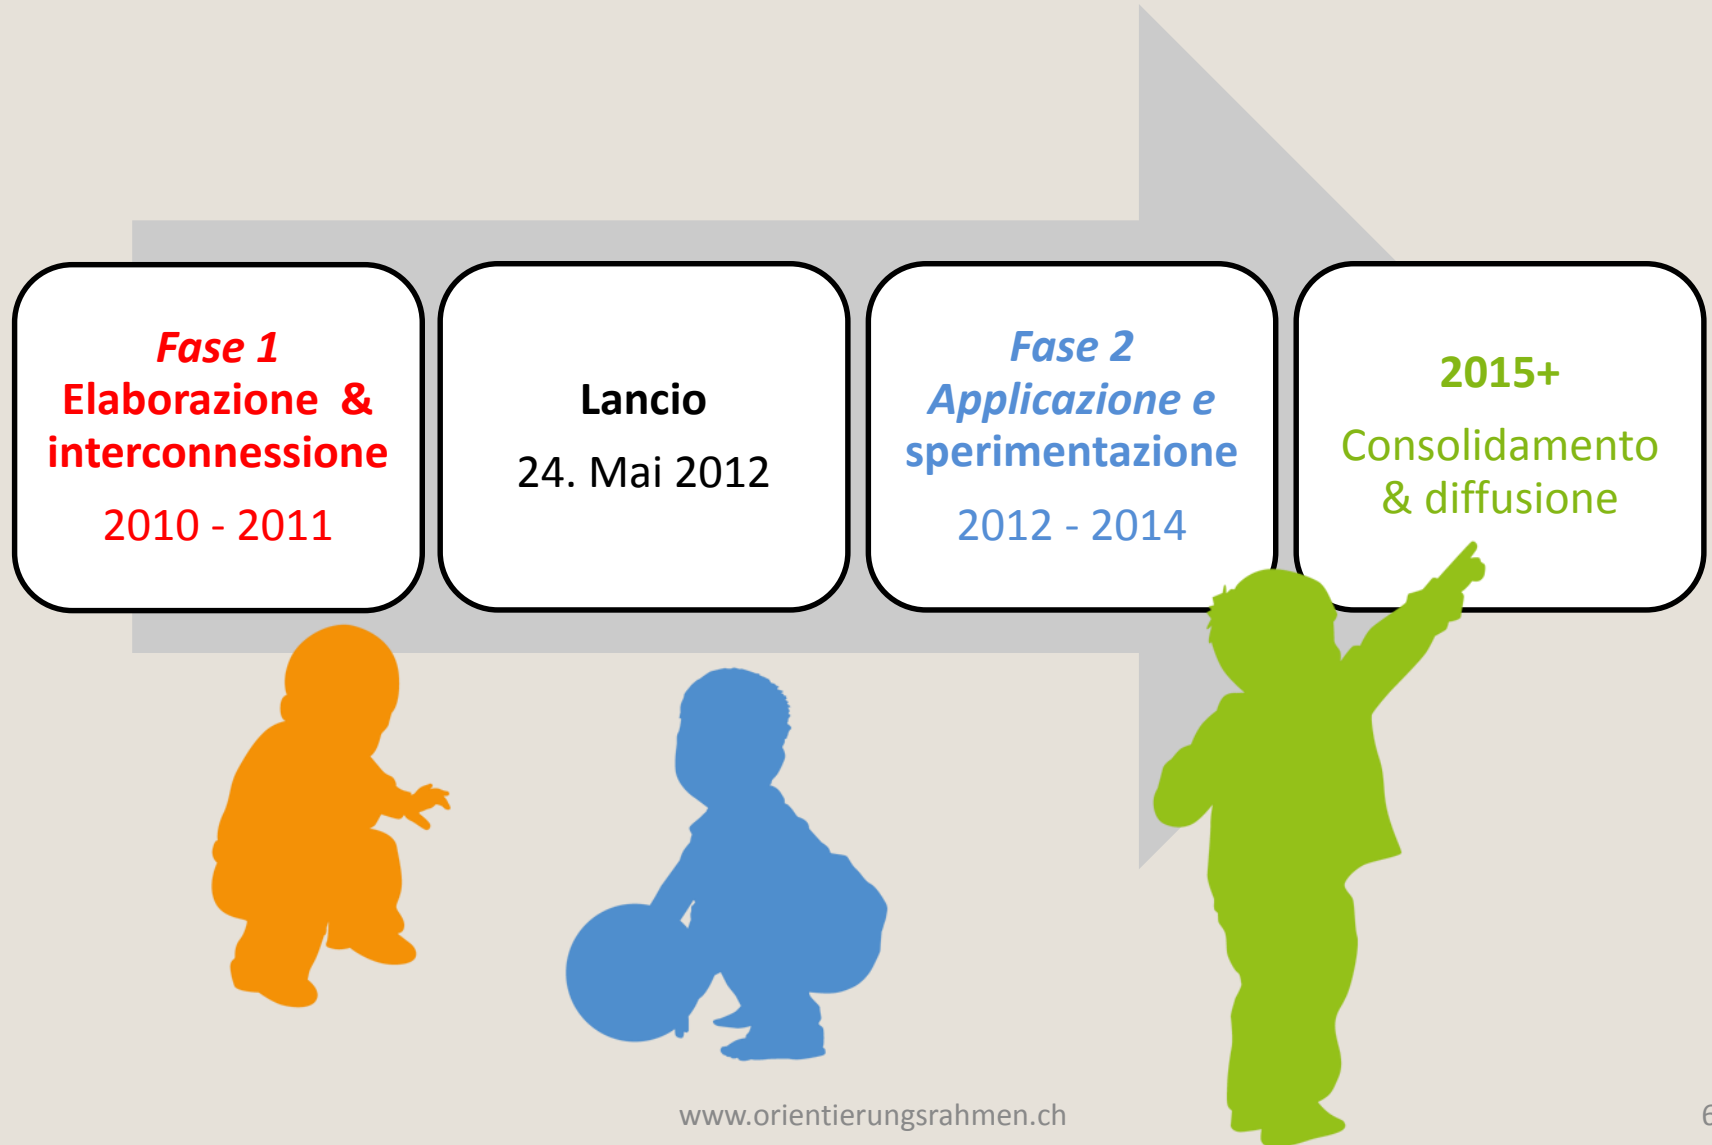 Fase 1
Elaborazione &
interconnessione
2010 - 2011
Lancio
24. Mai 2012
Fase 2
Applicazione e
sperimentazione
2012 - 2014
2015+
Consolidamento
& diffusione
www.orientierungsrahmen.ch
6